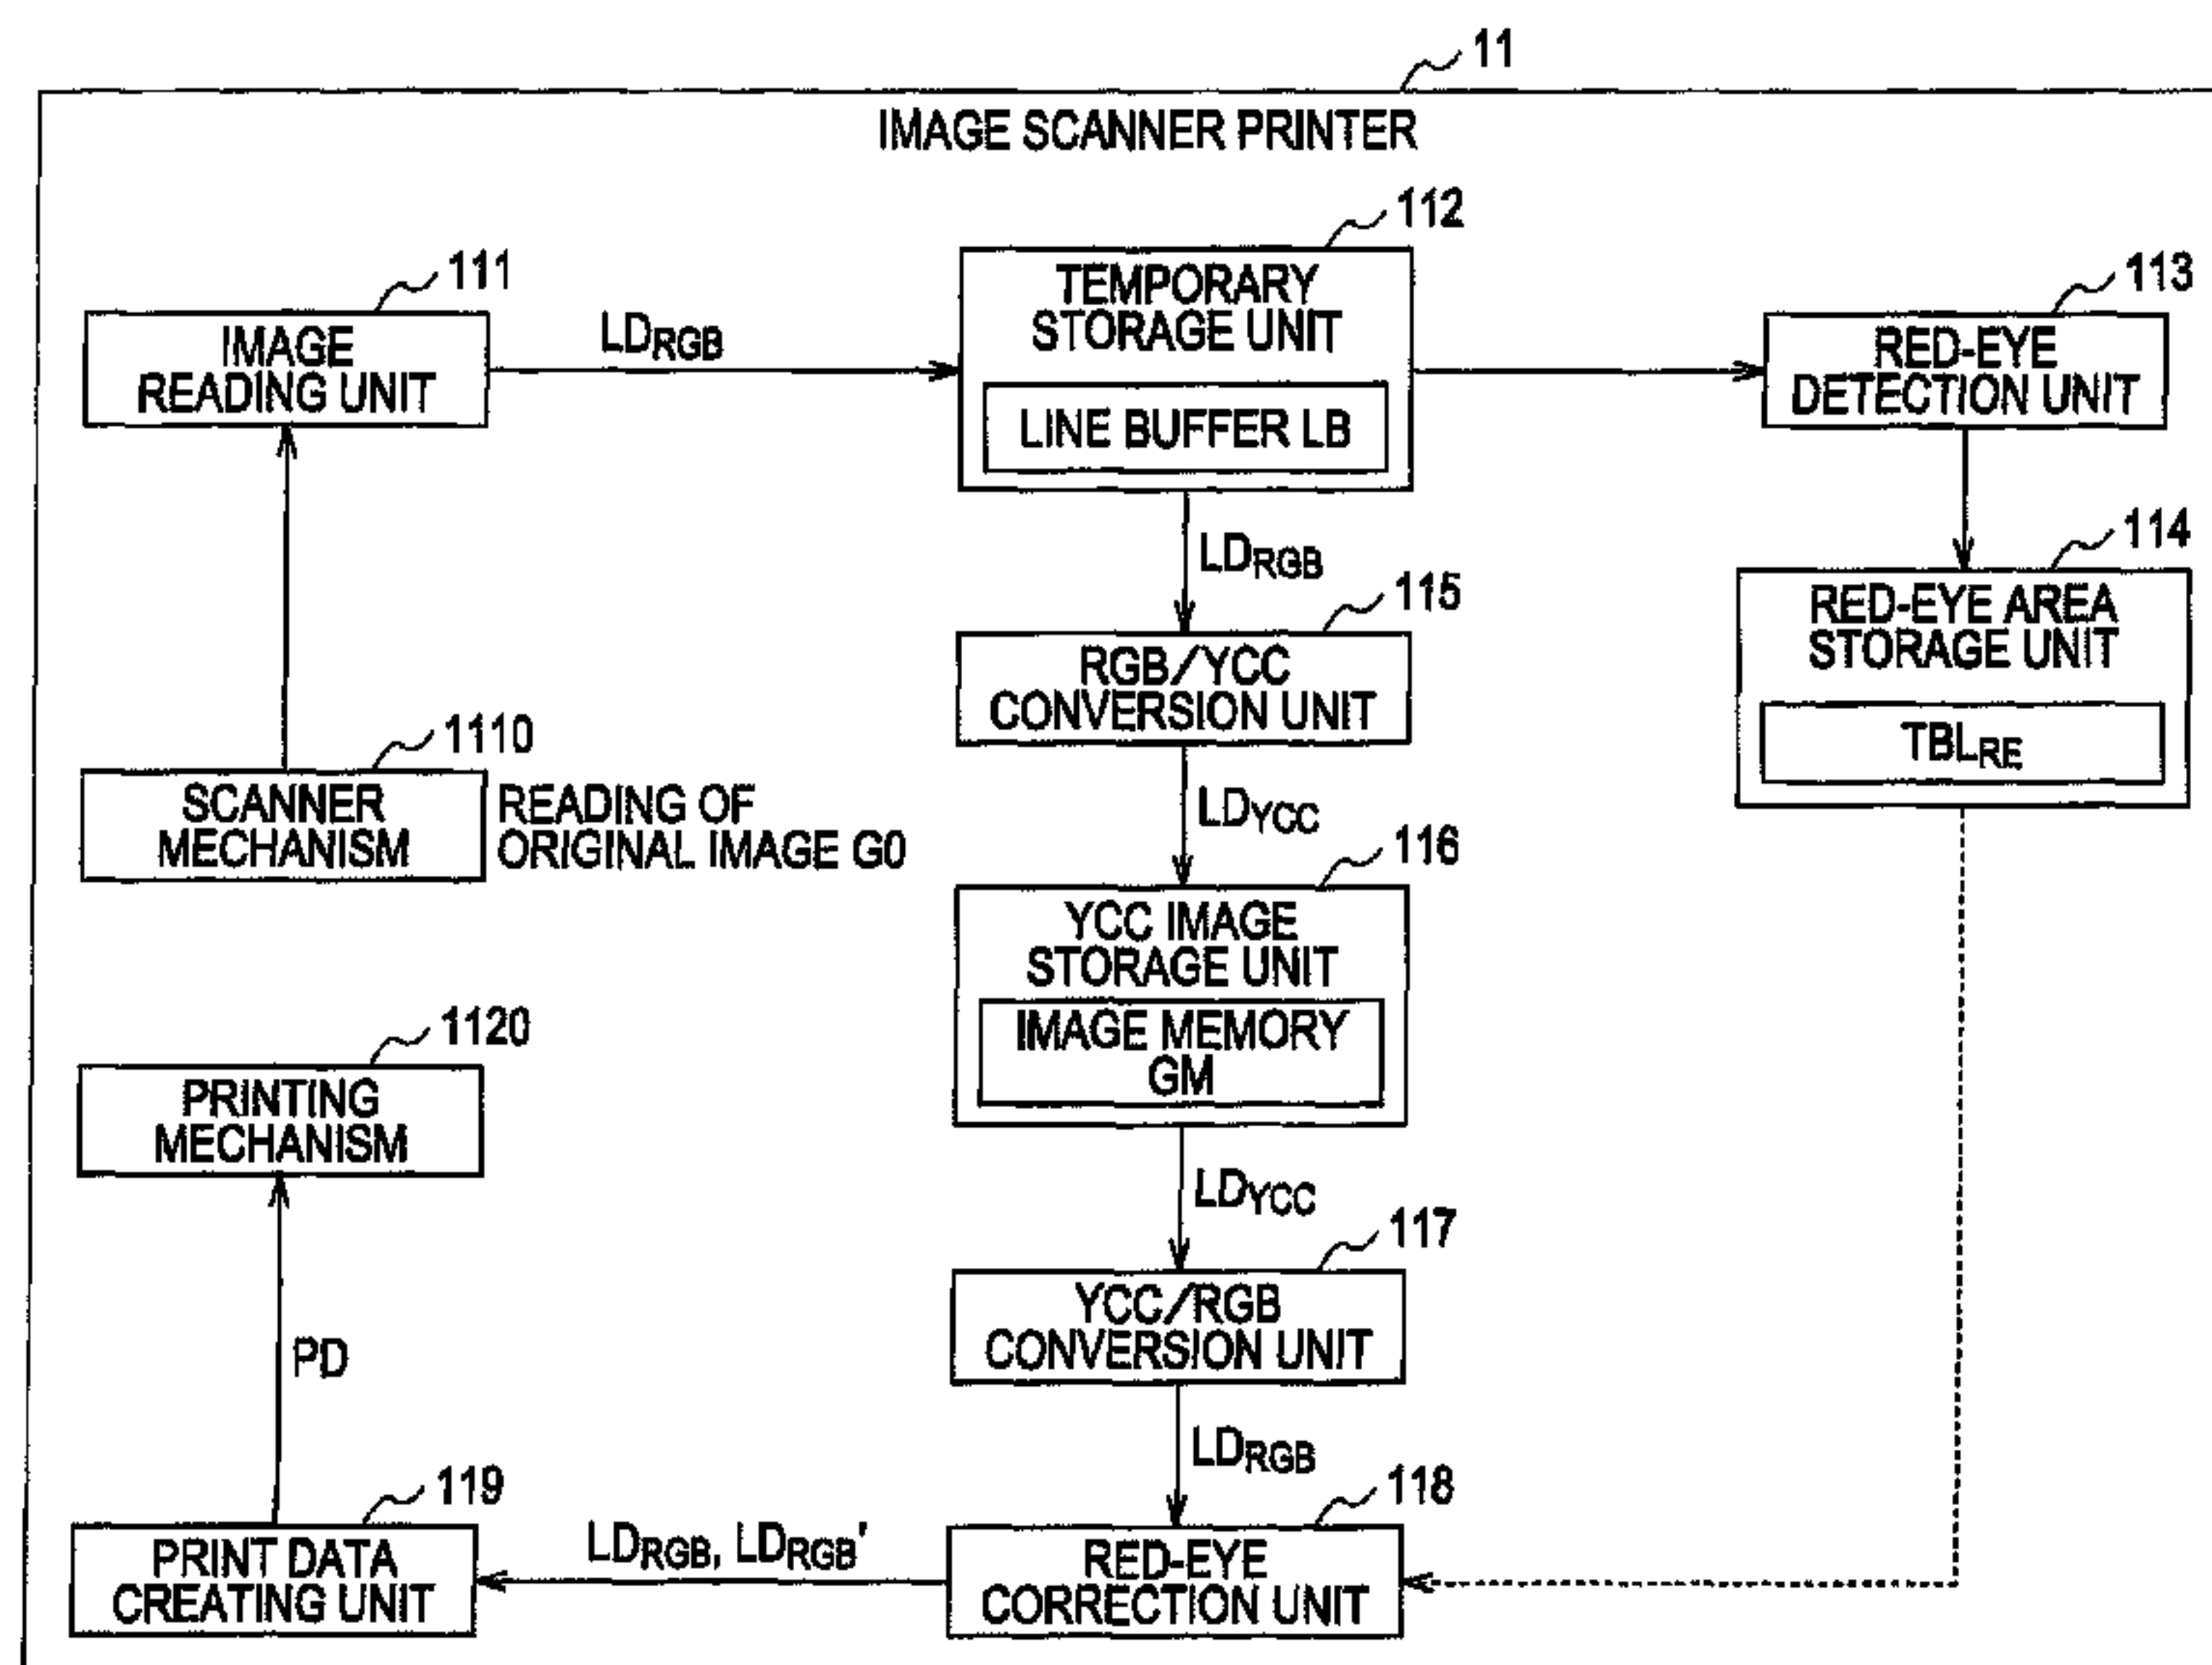 11
IMAGE SCANNER PRINTER
111
IMAGE
READING UNIT
LDRGB
112
TEMPORARY
STORAGE UNIT
LINE BUFFER LB
113
RED-EYE
DETECTION UNIT
LDRGB
114
RED-EYE AREA
STORAGE UNIT
TBLRE
115
RGB/YCC
CONVERSION UNIT
1110
SCANNER
MECHANISM
READING OF
ORIGINAL IMAGE G0
LDYCC
116
YCC IMAGE
STORAGE UNIT
IMAGE MEMORY
GM
1120
PRINTING
MECHANISM
LDYCC
117
YCC/RGB
CONVERSION UNIT
PD
LDRGB
118
RED-EYE
CORRECTION UNIT
LDRGB, LDRGB'
119
PRINT DATA
CREATING UNIT